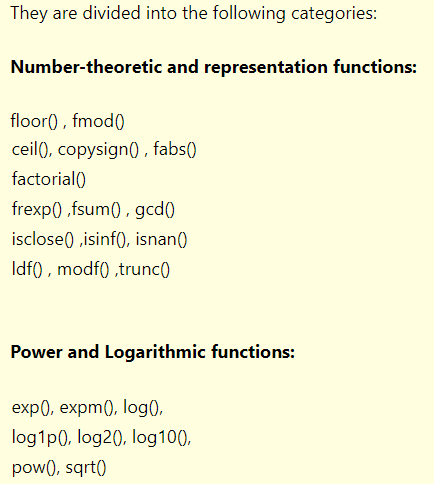 They are divided into the following categories:
Number-theoretic and representation functions:
floor() , fmod()
ceil(), copysign() , fabs()
factorial()
frexp() ,fsum() , gcd()
isclose() ,isinf(), isnan()
ldf() , modf() ,trunc()
Power and Logarithmic functions:
exp(), expm(), log(),
log1p(), log2(), log10(),
pow(), sqrt()